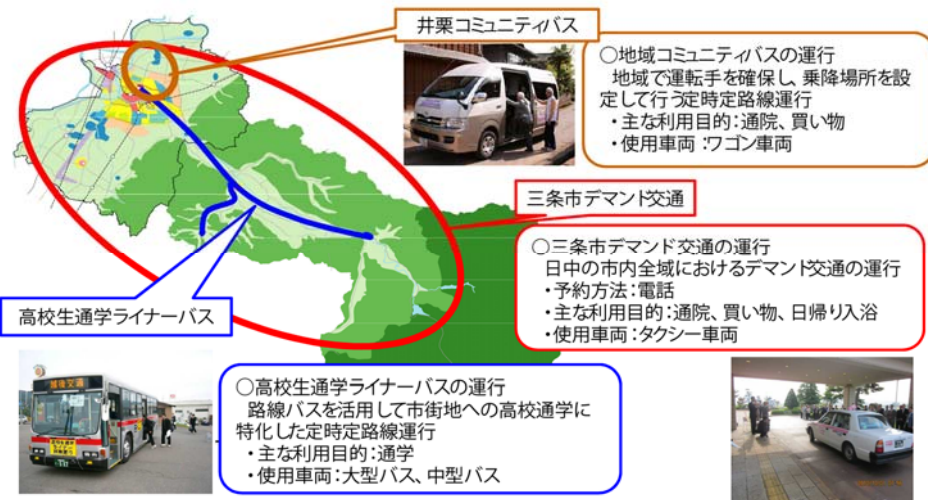 井栗コミュニティバス
○地域コミュニティバスの運行
地域で運転手を確保し、乗降場所を設
定して行う定時定路線運行
・主な利用目的：通院、買い物
・使用車両：ワゴン車両
三条市デマンド交通
○三条市デマンド交通の運行
日中の市内全域におけるデマンド交通の運行
・予約方法：電話
・主な利用目的：通院、買い物、日帰り入浴
・使用車両：タクシー車両
高校生通学ライナーバス
○高校生通学ライナーバスの運行
路線バスを活用して市街地への高校通学に
特化した定時定路線運行
・主な利用目的：通学
・使用車両：大型バス、中型バス
越後交通